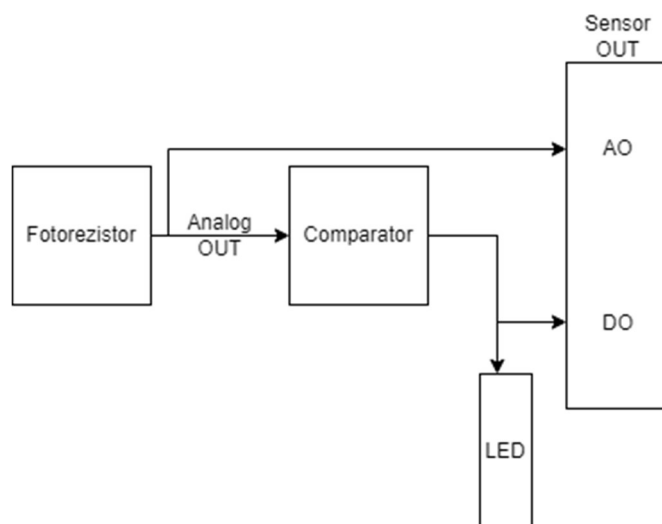 Sensor
OUT
AO
Fotorezistor
Analog
OUT
Comparator
DO
LED